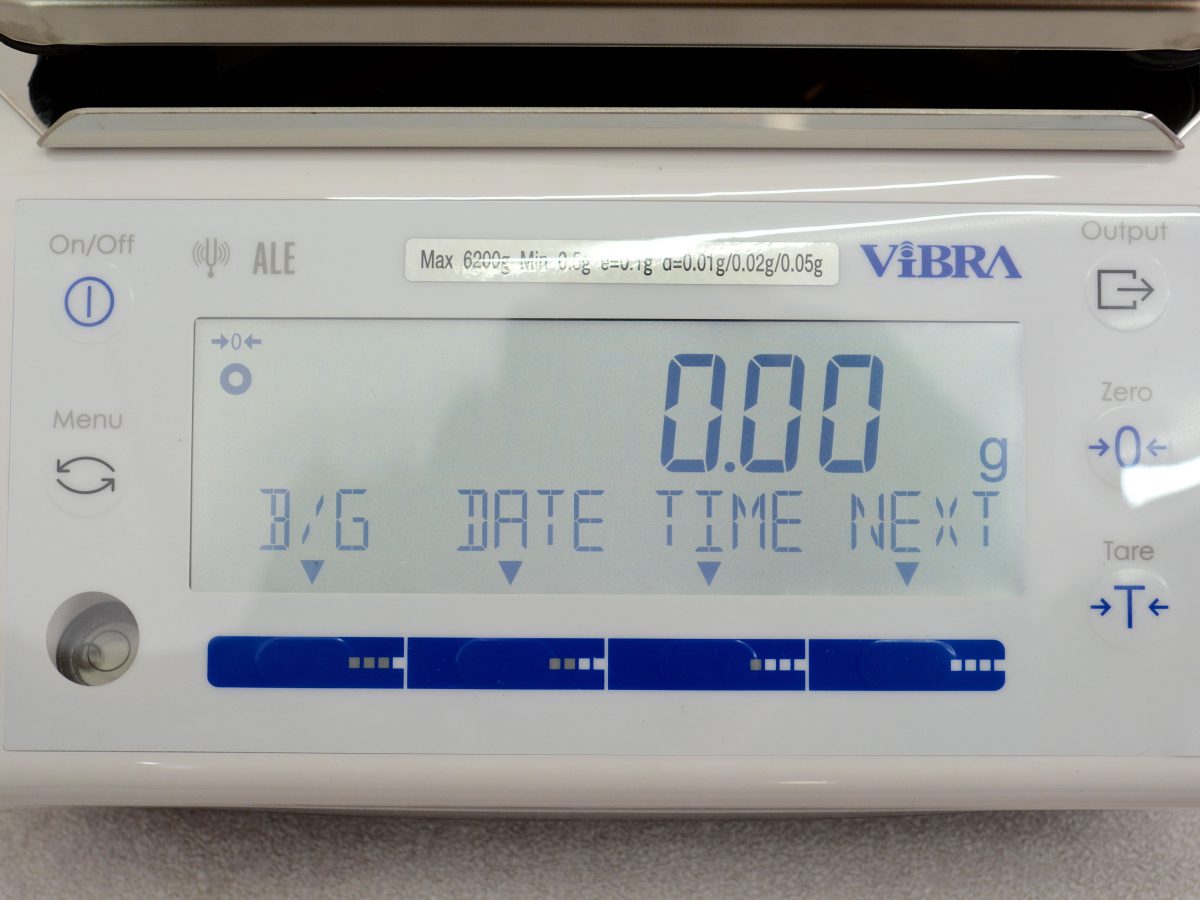 On/Off
ALE
Max 6200g Min 0.5g e=0.1g d=0.01g/0.02g/0.05g
ViBRA
Output
→0←
0.00 g
Menu
Zero
→0←
B/G DATE TIME NEXT
Tare
→T←